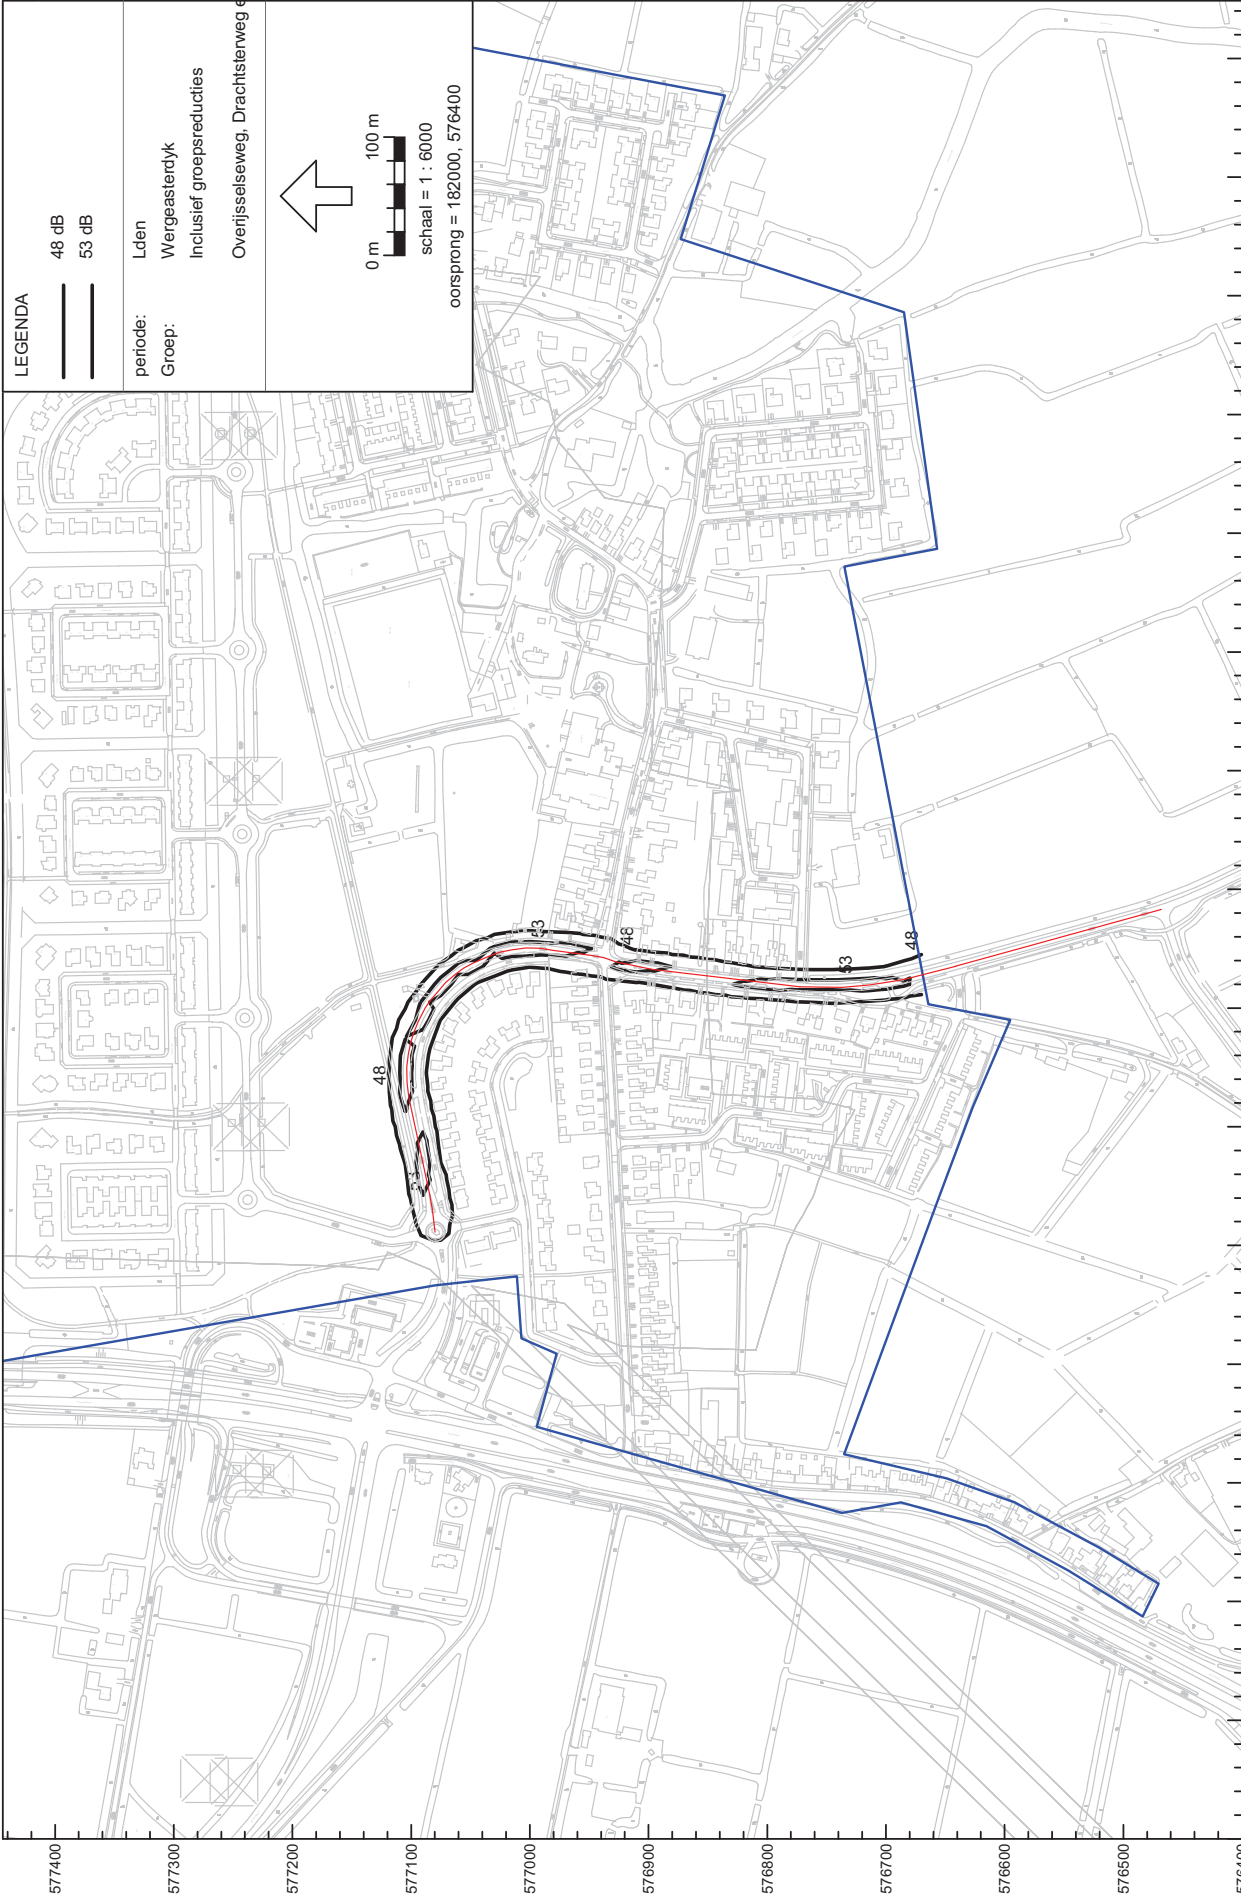 LEGENDA
48 dB
53 dB
periode: Lden
Groep: Wergeasterdyk
Inclusief groepsreducties
Overijsselseweg, Drachtsterweg e
0 m 100 m
schaal = 1 : 6000
oorsprong = 182000, 576400
48
53
53
48
53
48
577400
577300
577200
577100
577000
576900
576800
576700
576600
576500
576400